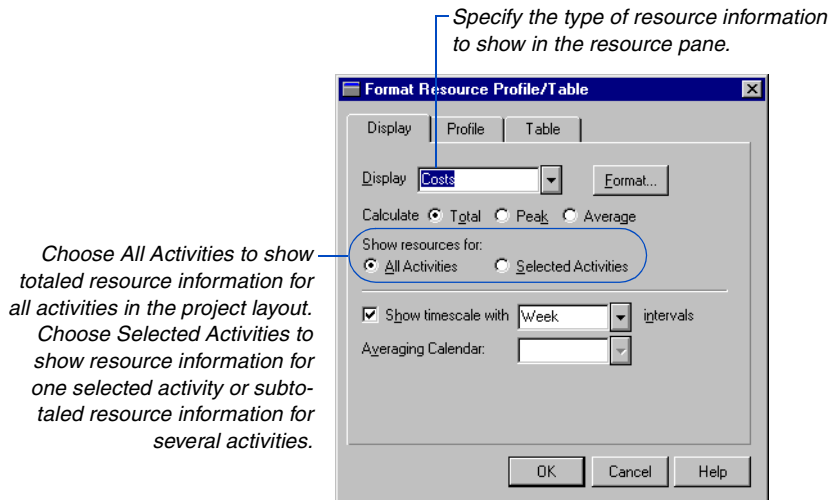 Specify the type of resource information
to show in the resource pane.
Format Resource Profile/Table
Display Profile Table
Display Costs Format...
Calculate Total Peak Average
Show resources for:
All Activities Selected Activities
Choose All Activities to show
totaled resource information for
all activities in the project layout.
Choose Selected Activities to
show resource information for
one selected activity or subto-
taled resource information for
several activities.
Show timescale with Week intervals
Averaging Calendar:
OK Cancel Help